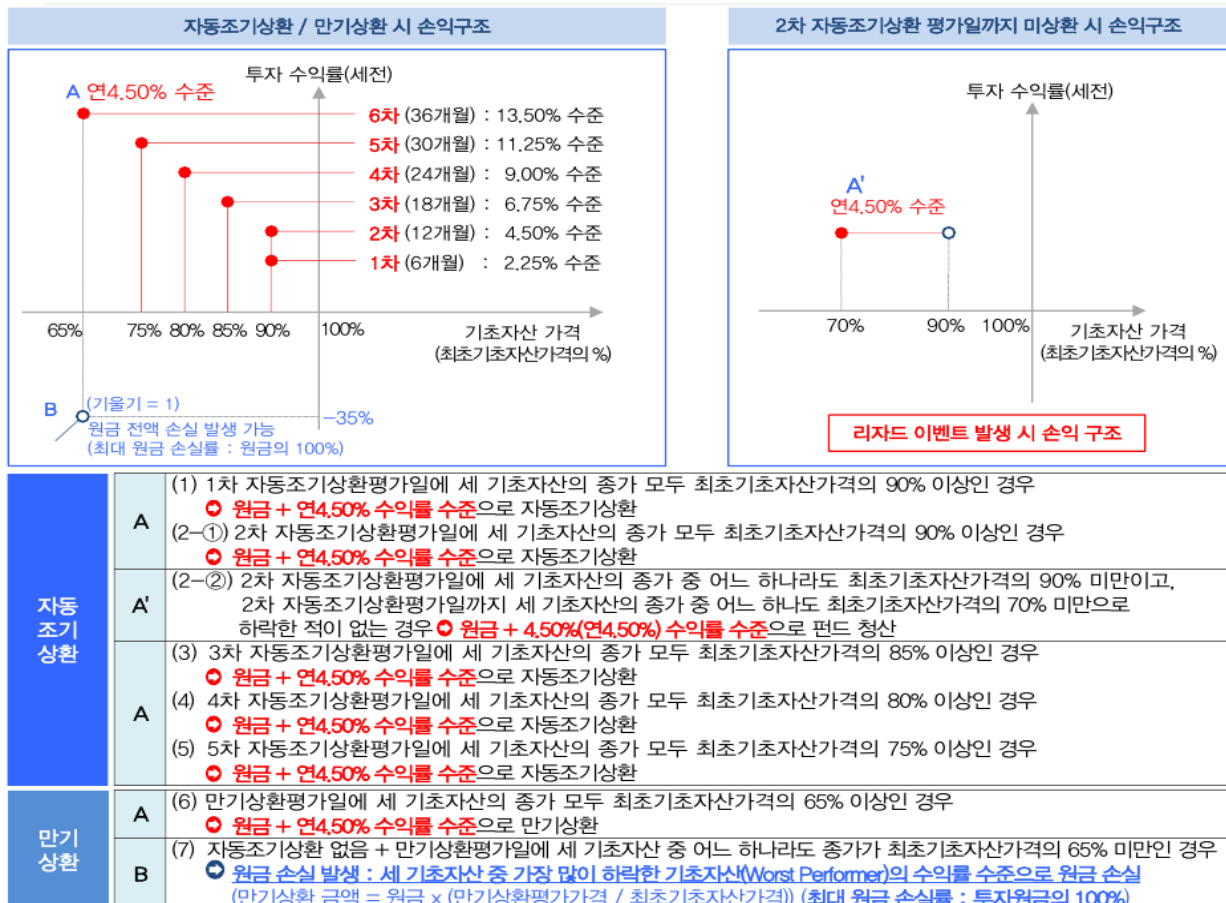 자동조기상환 / 만기상환 시 손익구조
투자 수익률(세전)
A 연4.50% 수준
6차 (36개월) : 13.50% 수준
5차 (30개월) : 11.25% 수준
4차 (24개월) : 9.00% 수준
3차 (18개월) : 6.75% 수준
2차 (12개월) : 4.50% 수준
1차 (6개월) : 2.25% 수준
65% 75% 80% 85% 90% 100%
기초자산 가격
(최초기초자산가격의 %)
B (기울기 = 1)
-35%
원금 전액 손실 발생 가능
(최대 원금 손실률 : 원금의 100%)
2차 자동조기상환 평가일까지 미상환 시 손익구조
투자 수익률(세전)
A'
연4.50% 수준
70% 90% 100%
기초자산 가격
(최초기초자산가격의 %)
리자드 이벤트 발생 시 손익 구조
자동
조기
상환
A
(1) 1차 자동조기상환평가일에 세 기초자산의 종가 모두 최초기초자산가격의 90% 이상인 경우
➲ 원금 + 연4.50% 수익률 수준으로 자동조기상환
(2-①) 2차 자동조기상환평가일에 세 기초자산의 종가 모두 최초기초자산가격의 90% 이상인 경우
➲ 원금 + 연4.50% 수익률 수준으로 자동조기상환
A'
(2-②) 2차 자동조기상환평가일에 세 기초자산의 종가 중 어느 하나라도 최초기초자산가격의 90% 미만이고,
2차 자동조기상환평가일까지 세 기초자산의 종가 중 어느 하나도 최초기초자산가격의 70% 미만으로
하락한 적이 없는 경우 ➲ 원금 + 4.50%(연4.50%) 수익률 수준으로 펀드 청산
A
(3) 3차 자동조기상환평가일에 세 기초자산의 종가 모두 최초기초자산가격의 85% 이상인 경우
➲ 원금 + 연4.50% 수익률 수준으로 자동조기상환
(4) 4차 자동조기상환평가일에 세 기초자산의 종가 모두 최초기초자산가격의 80% 이상인 경우
➲ 원금 + 연4.50% 수익률 수준으로 자동조기상환
(5) 5차 자동조기상환평가일에 세 기초자산의 종가 모두 최초기초자산가격의 75% 이상인 경우
➲ 원금 + 연4.50% 수익률 수준으로 자동조기상환
만기
상환
A
(6) 만기상환평가일에 세 기초자산의 종가 모두 최초기초자산가격의 65% 이상인 경우
➲ 원금 + 연4.50% 수익률 수준으로 만기상환
B
(7) 자동조기상환 없음 + 만기상환평가일에 세 기초자산 중 어느 하나라도 종가가 최초기초자산가격의 65% 미만인 경우
➲ 원금 손실 발생 : 세 기초자산 중 가장 많이 하락한 기초자산(Worst Performer)의 수익률 수준으로 원금 손실
(만기상환 금액 = 원금 x (만기상환평가가격 / 최초기초자산가격)) (최대 원금 손실률 : 투자원금의 100%)